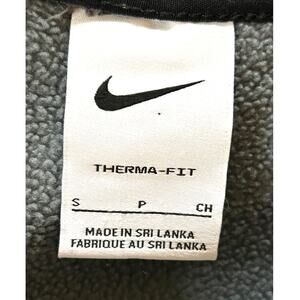 THERMA-FIT
S P CH
MADE IN SRI LANKA
FABRIQUE AU SRI LANKA